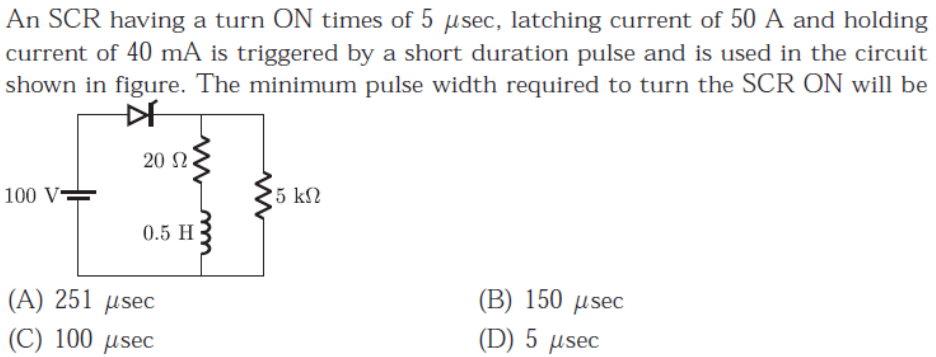 An SCR having a turn ON times of 5 μsec, latching current of 50 A and holding
current of 40 mA is triggered by a short duration pulse and is used in the circuit
shown in figure. The minimum pulse width required to turn the SCR ON will be
20 Ω
100 V
5 kΩ
0.5 H
(A) 251 μsec
(B) 150 μsec
(C) 100 μsec
(D) 5 μsec